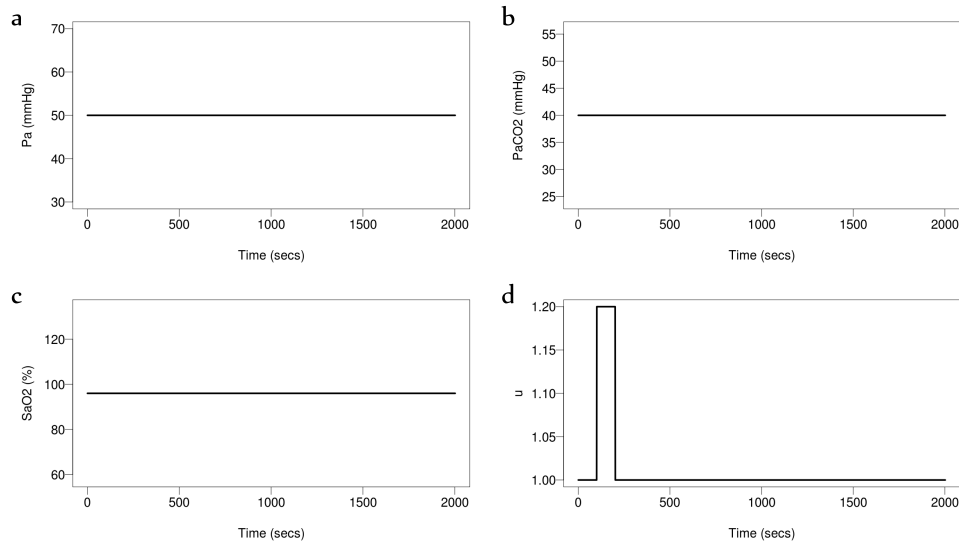 a
Pa (mmHg)
70
60
50
40
30
0 500 1000 1500 2000
Time (secs)
b
PaCO2 (mmHg)
55
50
45
40
35
30
25
0 500 1000 1500 2000
Time (secs)
c
SaO2 (%)
120
100
80
60
0 500 1000 1500 2000
Time (secs)
d
u
1.20
1.15
1.10
1.05
1.00
0 500 1000 1500 2000
Time (secs)